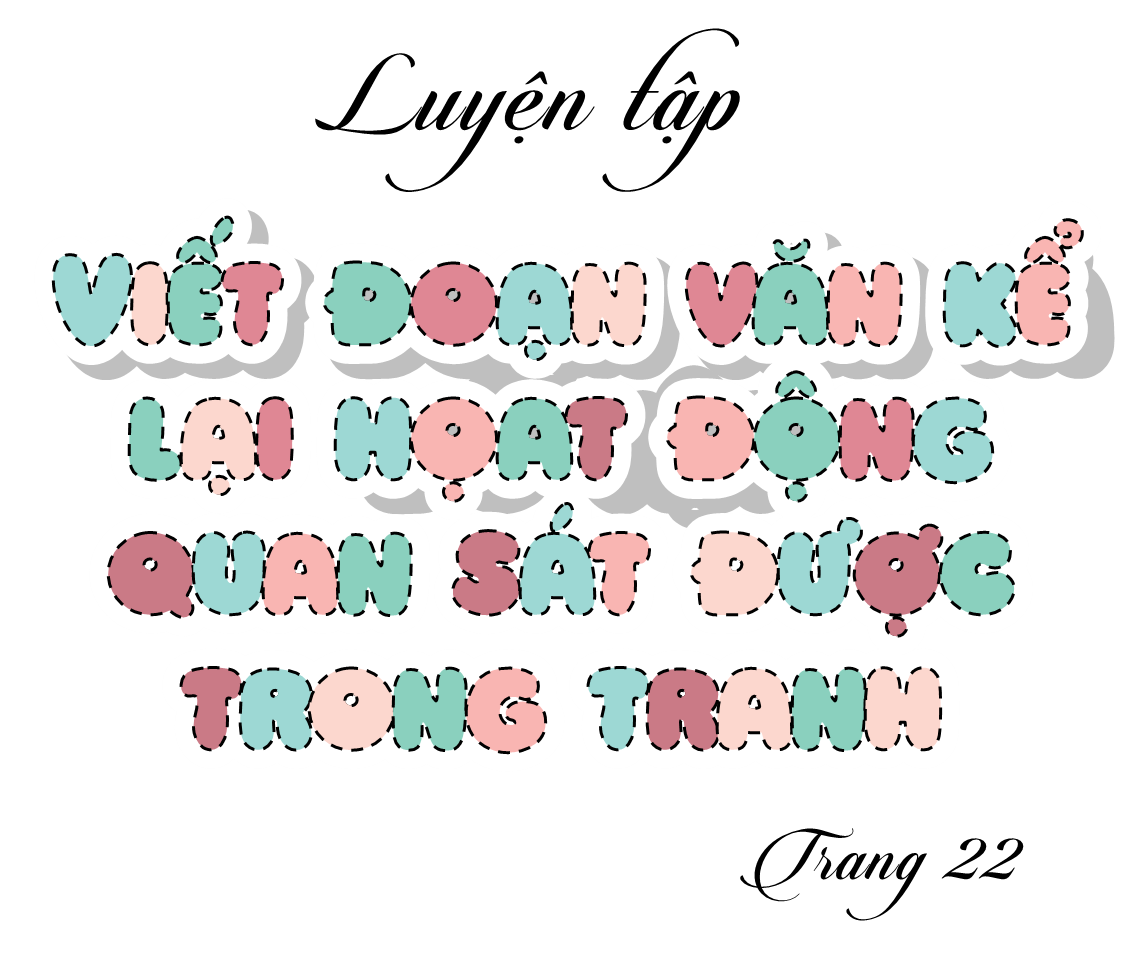 Luyện tập
VIẾT ĐOẠN VĂN KỂ
LẠI HOẠT ĐỘNG
QUAN SÁT ĐƯỢC
TRONG TRANH
Trang 22